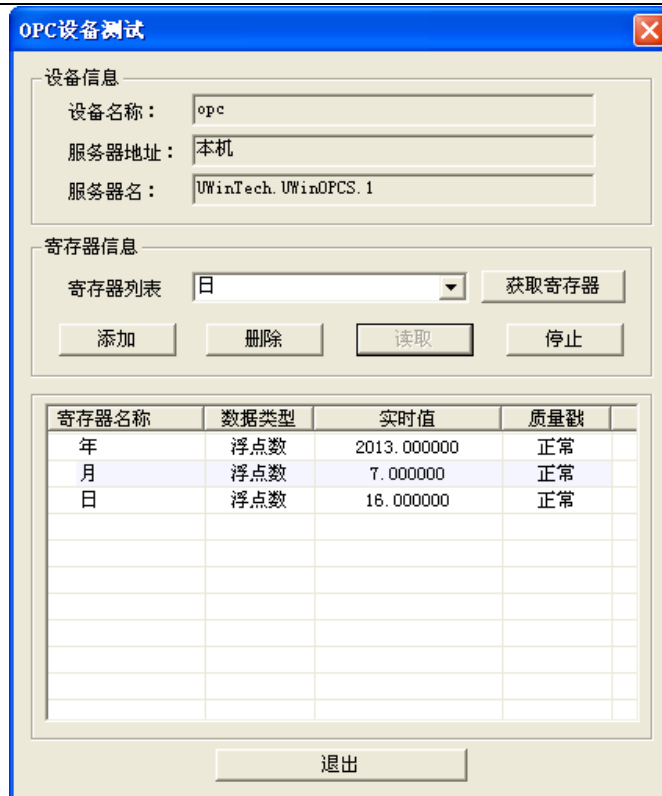 OPC设备测试
设备信息
设备名称： opc
服务器地址： 本机
服务器名： UWinTech.UWinOPCS.1
寄存器信息
寄存器列表 日 获取寄存器
添加 册除 读取 停止
寄存器名称 数据类型 实时值 质量戳
年 浮点数 2013.000000 正常
月 浮点数 7.000000 正常
日 浮点数 16.000000 正常
退出